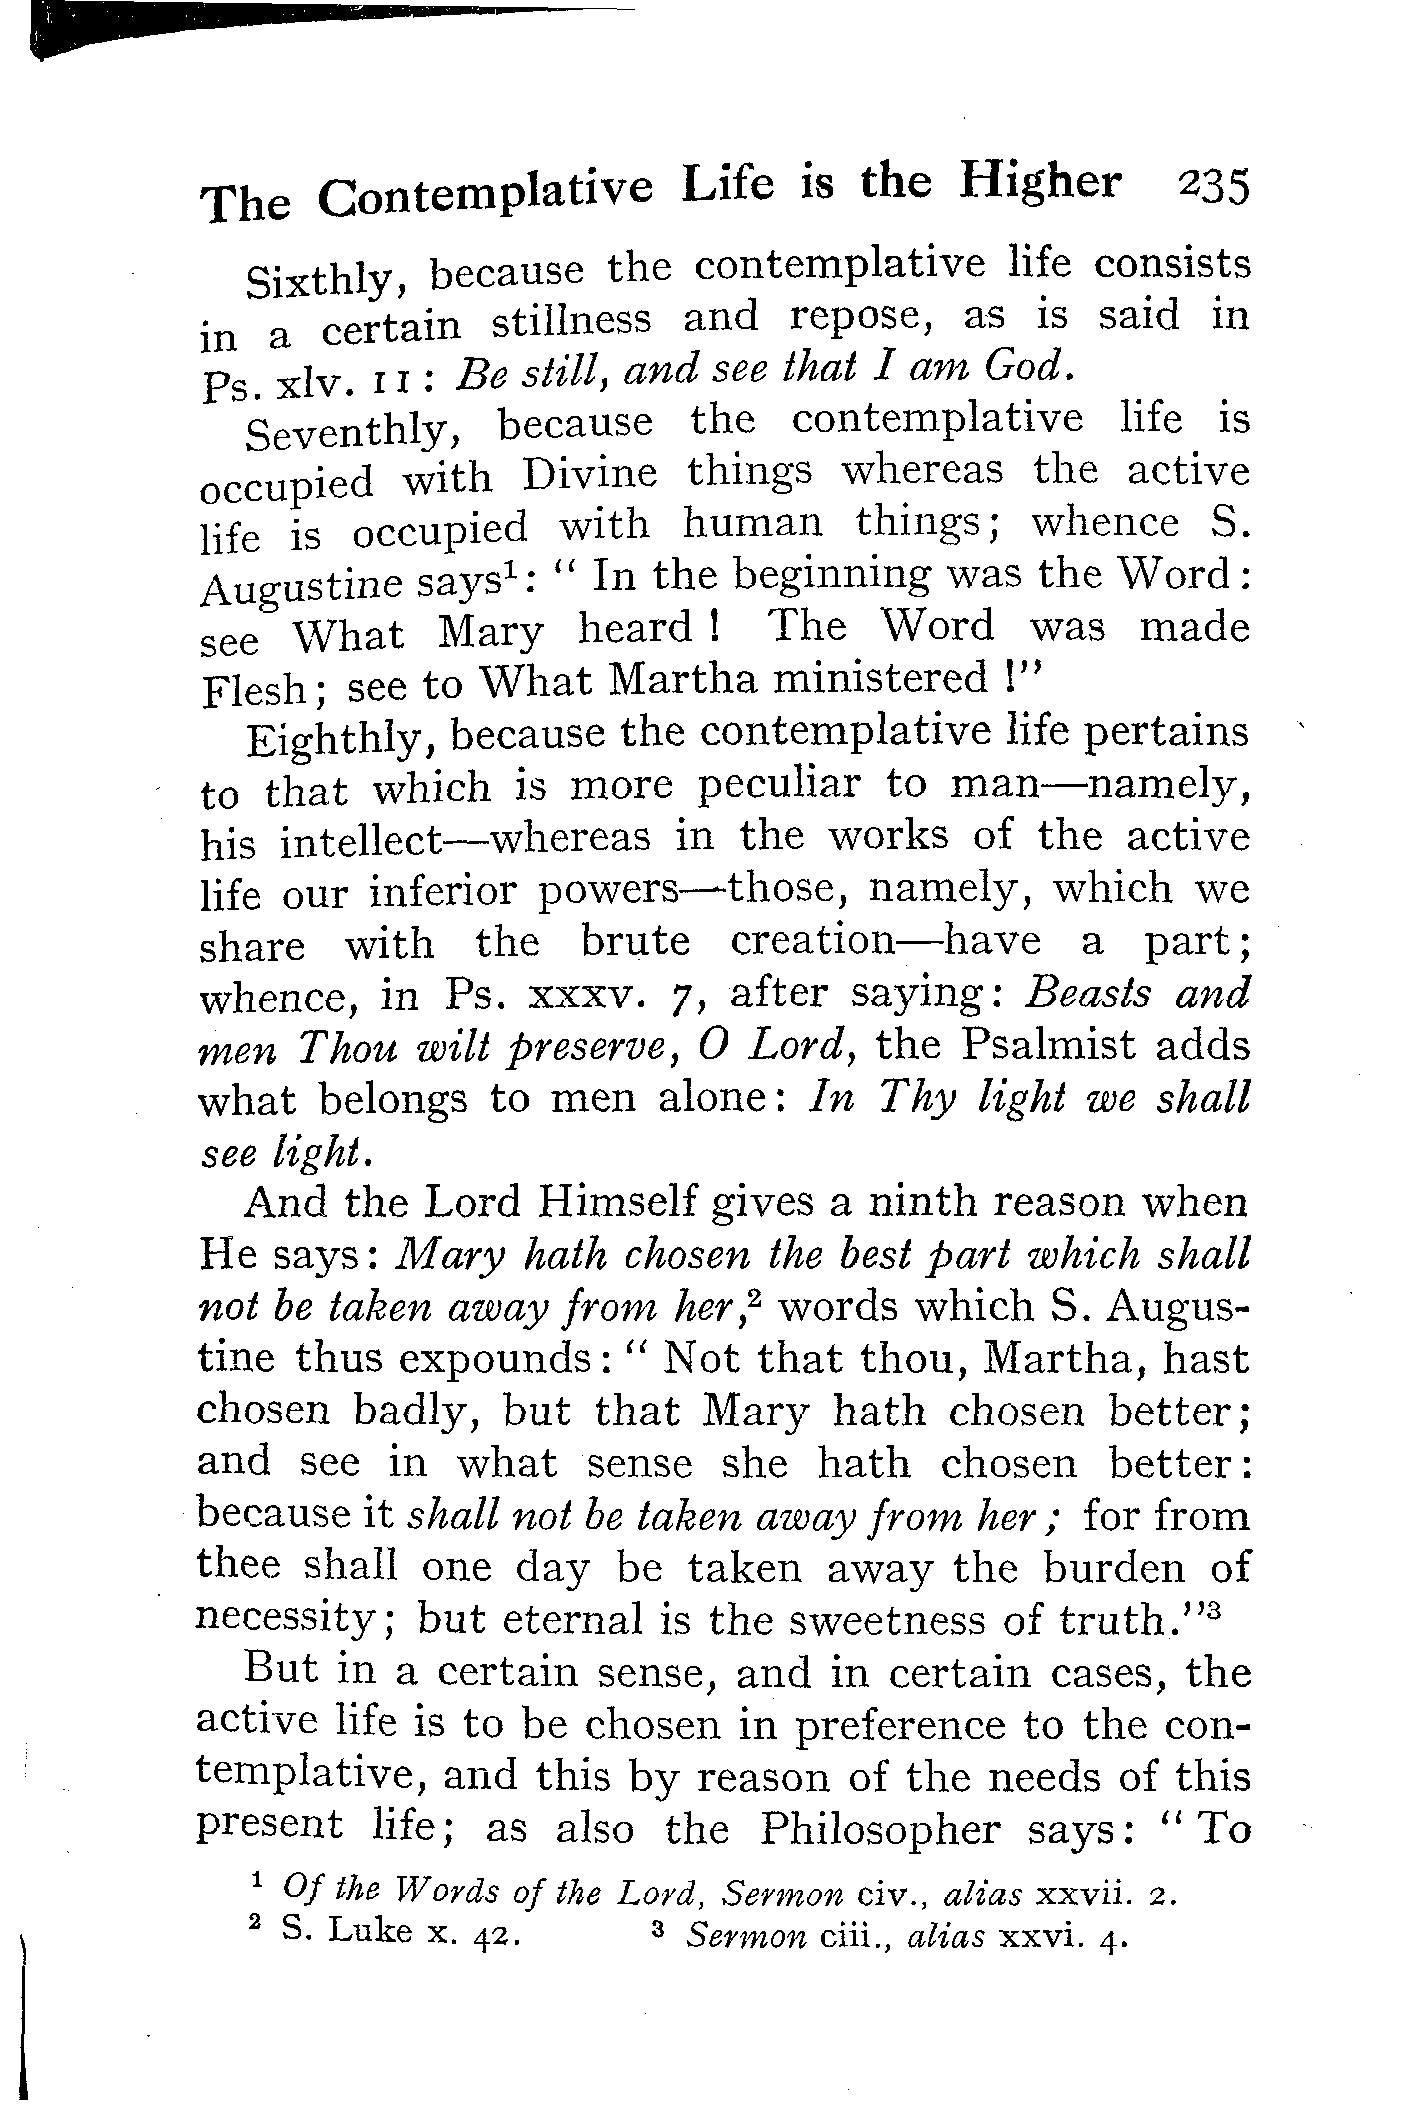 The Contemplative Life is the Higher 235
Sixthly, because the contemplative life consists
in a certain stillness and repose, as is said in
Ps. xlv. 11: Be still, and see that I am God.
Seventhly, because the contemplative life is
occupied with Divine things whereas the active
life is occupied with human things; whence S.
Augustine says¹: “ In the beginning was the Word:
see What Mary heard ! The Word was made
Flesh; see to What Martha ministered !”
Eighthly, because the contemplative life pertains
to that which is more peculiar to man—namely,
his intellect—whereas in the works of the active
life our inferior powers—those, namely, which we
share with the brute creation—have a part;
whence, in Ps. xxxv. 7, after saying: Beasts and
men Thou wilt preserve, O Lord, the Psalmist adds
what belongs to men alone: In Thy light we shall
see light.
And the Lord Himself gives a ninth reason when
He says: Mary hath chosen the best part which shall
not be taken away from her,² words which S. Augus-
tine thus expounds: “ Not that thou, Martha, hast
chosen badly, but that Mary hath chosen better;
and see in what sense she hath chosen better:
because it shall not be taken away from her; for from
thee shall one day be taken away the burden of
necessity; but eternal is the sweetness of truth.”³
But in a certain sense, and in certain cases, the
active life is to be chosen in preference to the con-
templative, and this by reason of the needs of this
present life; as also the Philosopher says: “ To
¹ Of the Words of the Lord, Sermon civ., alias xxvii. 2.
² S. Luke x. 42. ³ Sermon ciii., alias xxvi. 4.